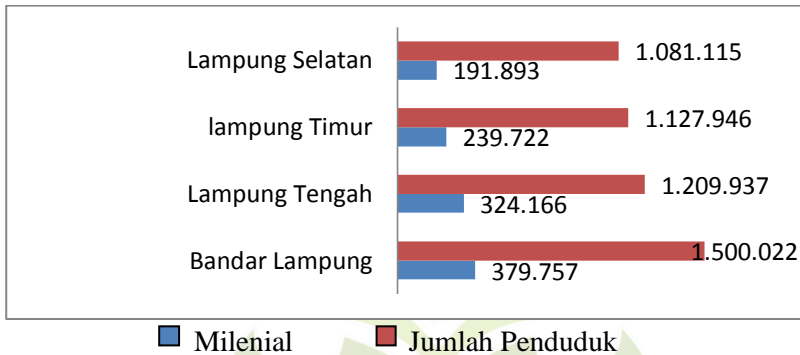 Lampung Selatan
1.081.115
191.893
lampung Timur
1.127.946
239.722
Lampung Tengah
1.209.937
324.166
Bandar Lampung
1.500.022
379.757
Milenial
Jumlah Penduduk